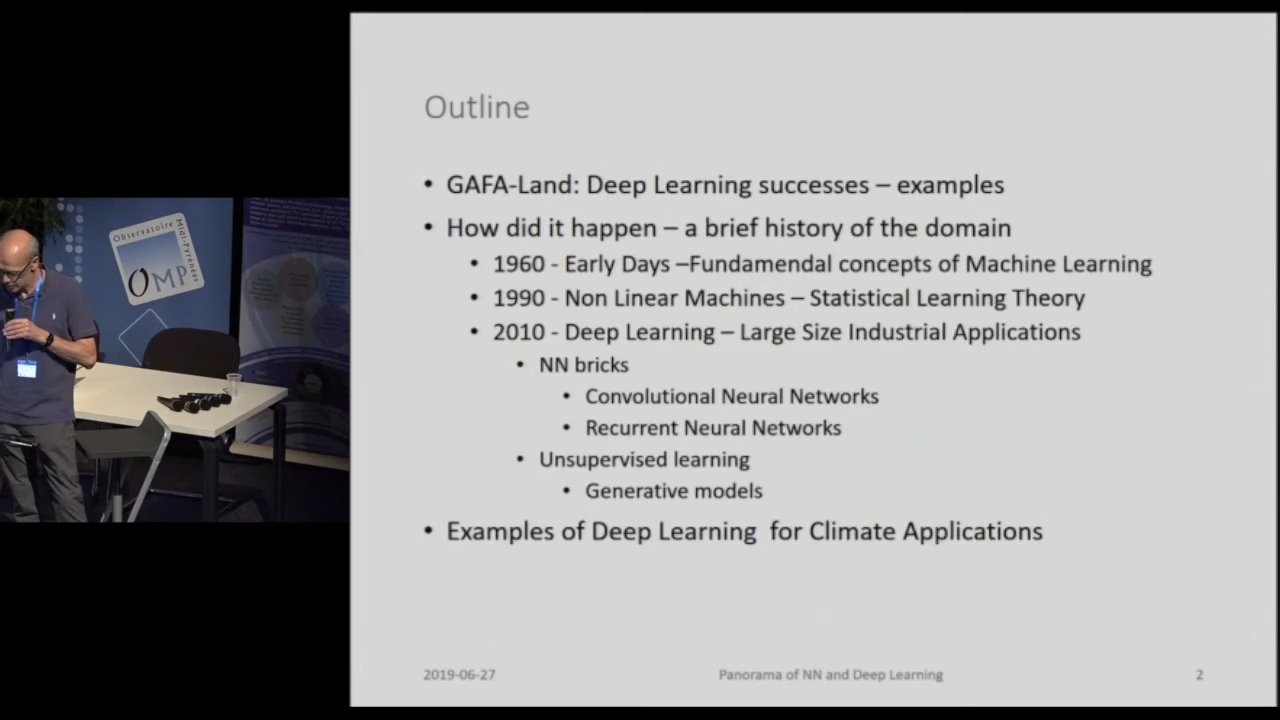 Observatoire
Midi-Pyrénées
OMP
Outline
• GAFA-Land: Deep Learning successes – examples
• How did it happen – a brief history of the domain
• 1960 - Early Days –Fundamendal concepts of Machine Learning
• 1990 - Non Linear Machines – Statistical Learning Theory
• 2010 - Deep Learning – Large Size Industrial Applications
• NN bricks
• Convolutional Neural Networks
• Recurrent Neural Networks
• Unsupervised learning
• Generative models
• Examples of Deep Learning for Climate Applications
2019-06-27
Panorama of NN and Deep Learning
2